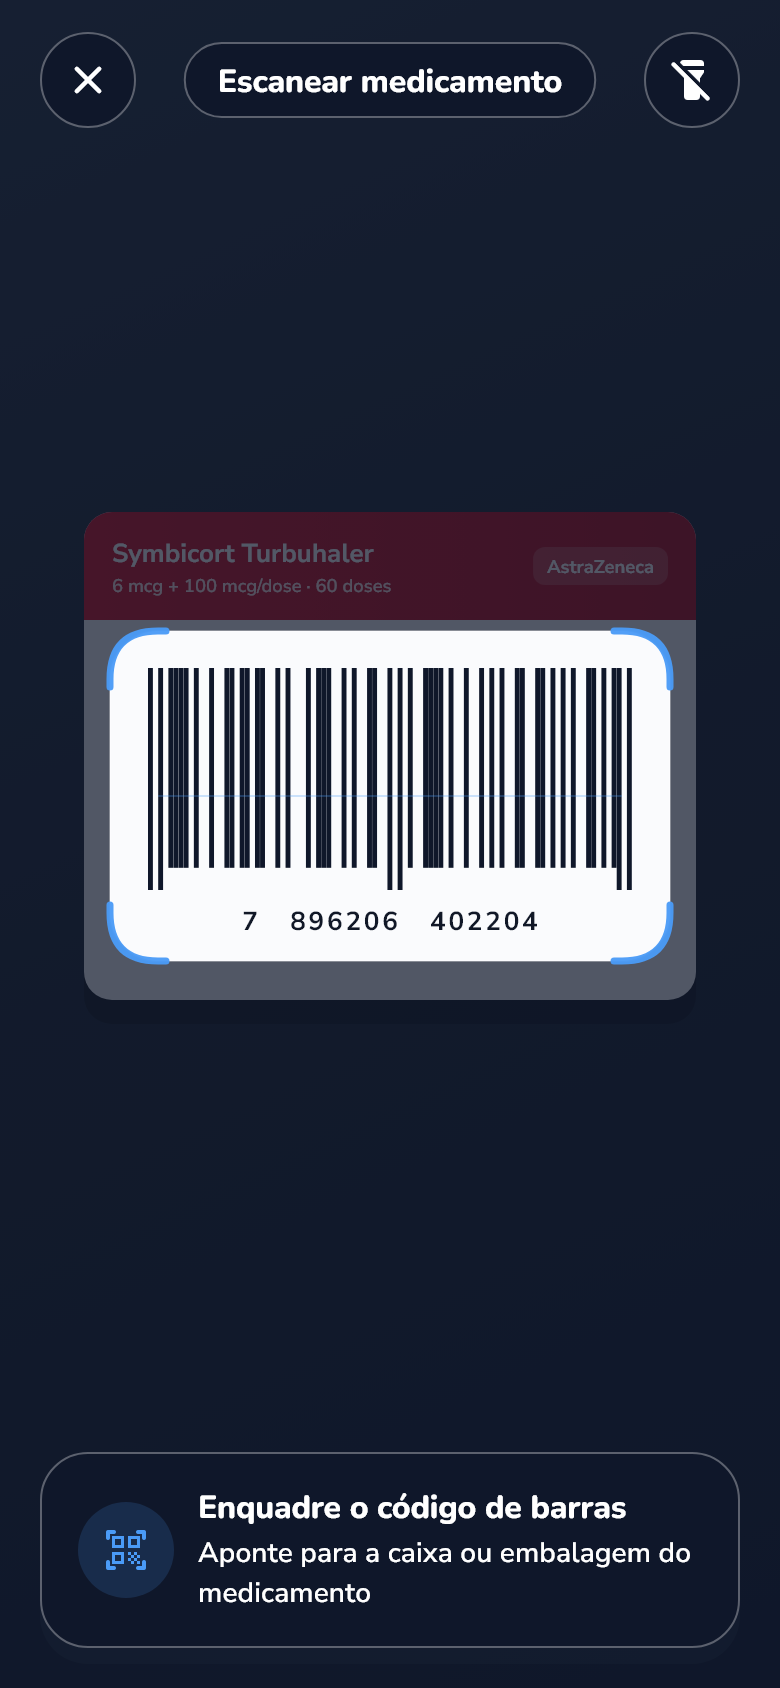 Escanear medicamento
Symbicort Turbuhaler
6 mcg + 100 mcg/dose · 60 doses
AstraZeneca
7 896206 402204
Enquadre o código de barras
Aponte para a caixa ou embalagem do
medicamento